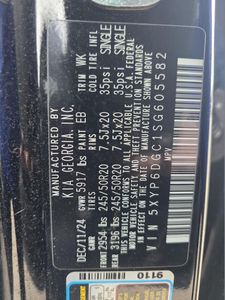 MANUFACTURED BY
KIA GEORGIA, INC.
DEC/11/24 PAINT EB TRIM WK
GVWR 5917 lbs
GAWR TIRE RIMS COLD TIRE INFL
FRONT 2954 lbs 245/50R20 7.5Jx20 35psi SINGLE
REAR 3196 lbs 245/50R20 7.5Jx20 35psi SINGLE
THIS VEHICLE CONFORMS TO ALL APPLICABLE U.S.A. FEDERAL
MOTOR VEHICLE SAFETY AND THEFT PREVENTION STANDARDS
IN EFFECT ON THE DATE OF MANUFACTURE SHOWN ABOVE.
VIN 5XYP6DGC1SG605582
MPV
9110